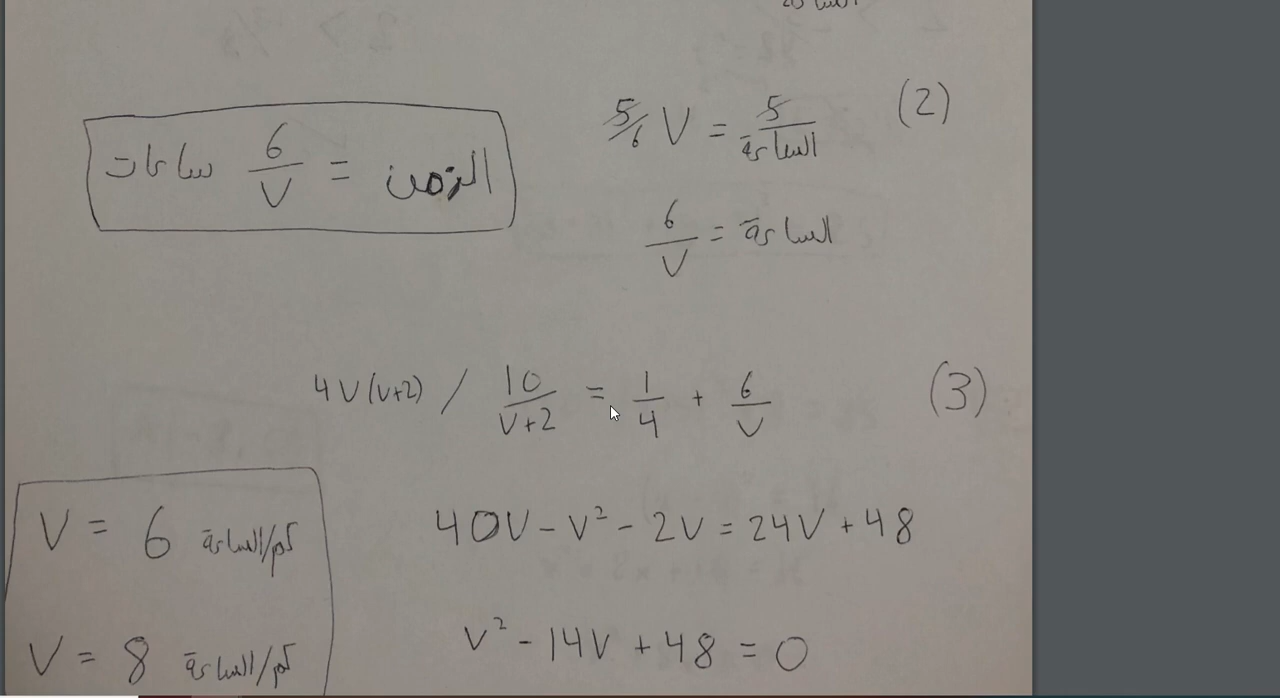 (2) 5/6 V = 5/الساعة
6/V = الساعة
الزمن = 6/V ساعات
(3) 4V(V+2) / 10/V+2 = 1/4 + 6/V
40V - V² - 2V = 24V + 48
V² - 14V + 48 = 0
V = 6 كم/الساعة
V = 8 كم/الساعة